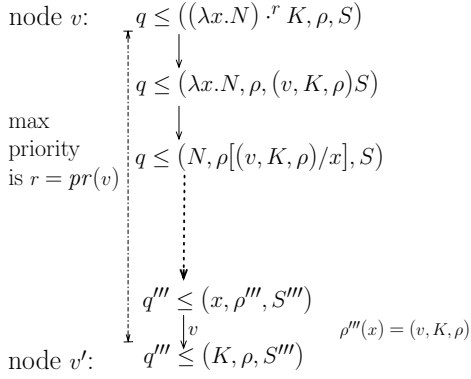 node v: q ≤ ((λx.N) ·ʳ K, ρ, S)
q ≤ (λx.N, ρ, (v, K, ρ)S)
max
priority
is r = pr(v)
q ≤ (N, ρ[(v, K, ρ)/x], S)
q‴ ≤ (x, ρ‴, S‴)
v
ρ‴(x) = (v, K, ρ)
node v′: q‴ ≤ (K, ρ, S‴)